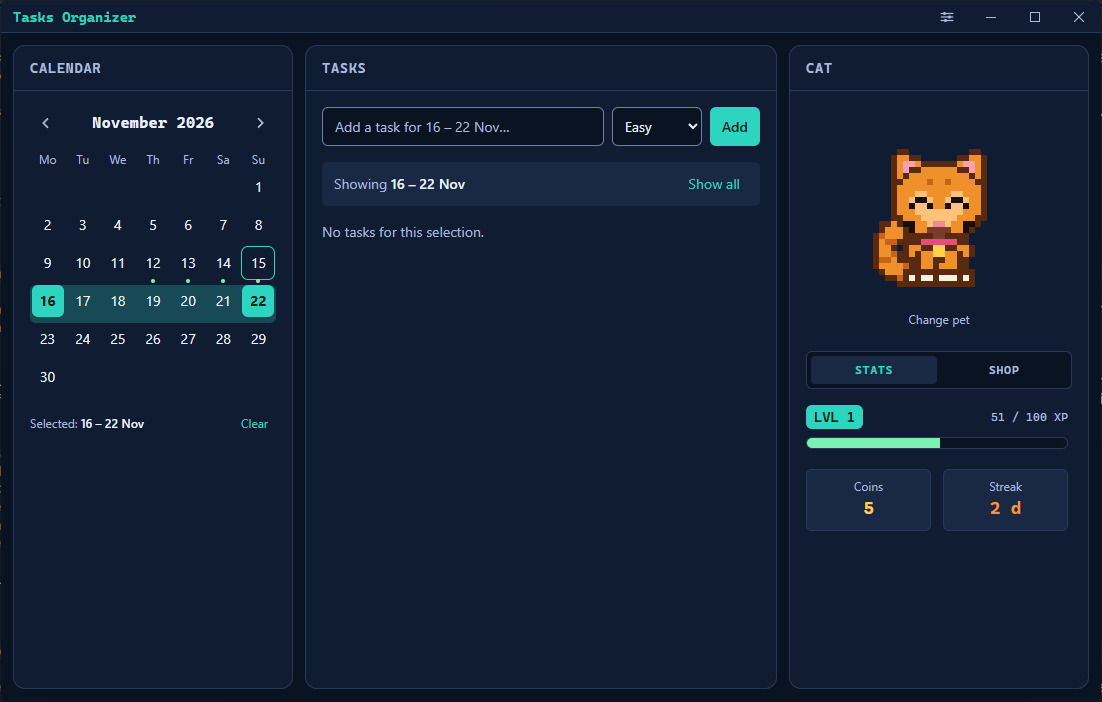 Tasks Organizer
CALENDAR
November 2026
Mo Tu We Th Fr Sa Su
1
2 3 4 5 6 7 8
9 10 11 12 13 14 15
16 17 18 19 20 21 22
23 24 25 26 27 28 29
30
Selected: 16 – 22 Nov Clear
TASKS
Add a task for 16 – 22 Nov... Easy Add
Showing 16 – 22 Nov Show all
No tasks for this selection.
CAT
Change pet
STATS SHOP
LVL 1 51 / 100 XP
Coins Streak
5 2 d